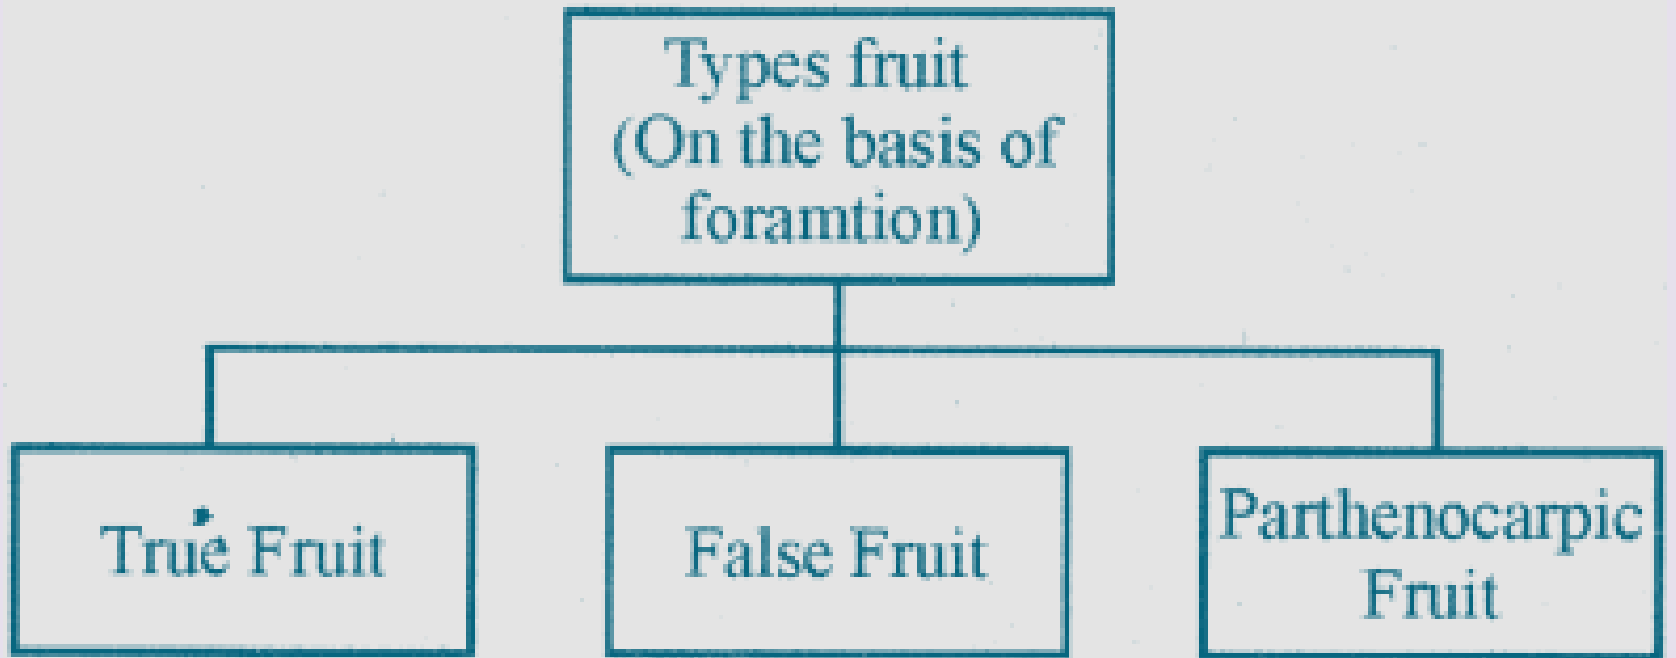 Types fruit
(On the basis of
foramtion)
True Fruit
False Fruit
Parthenocarpic
Fruit